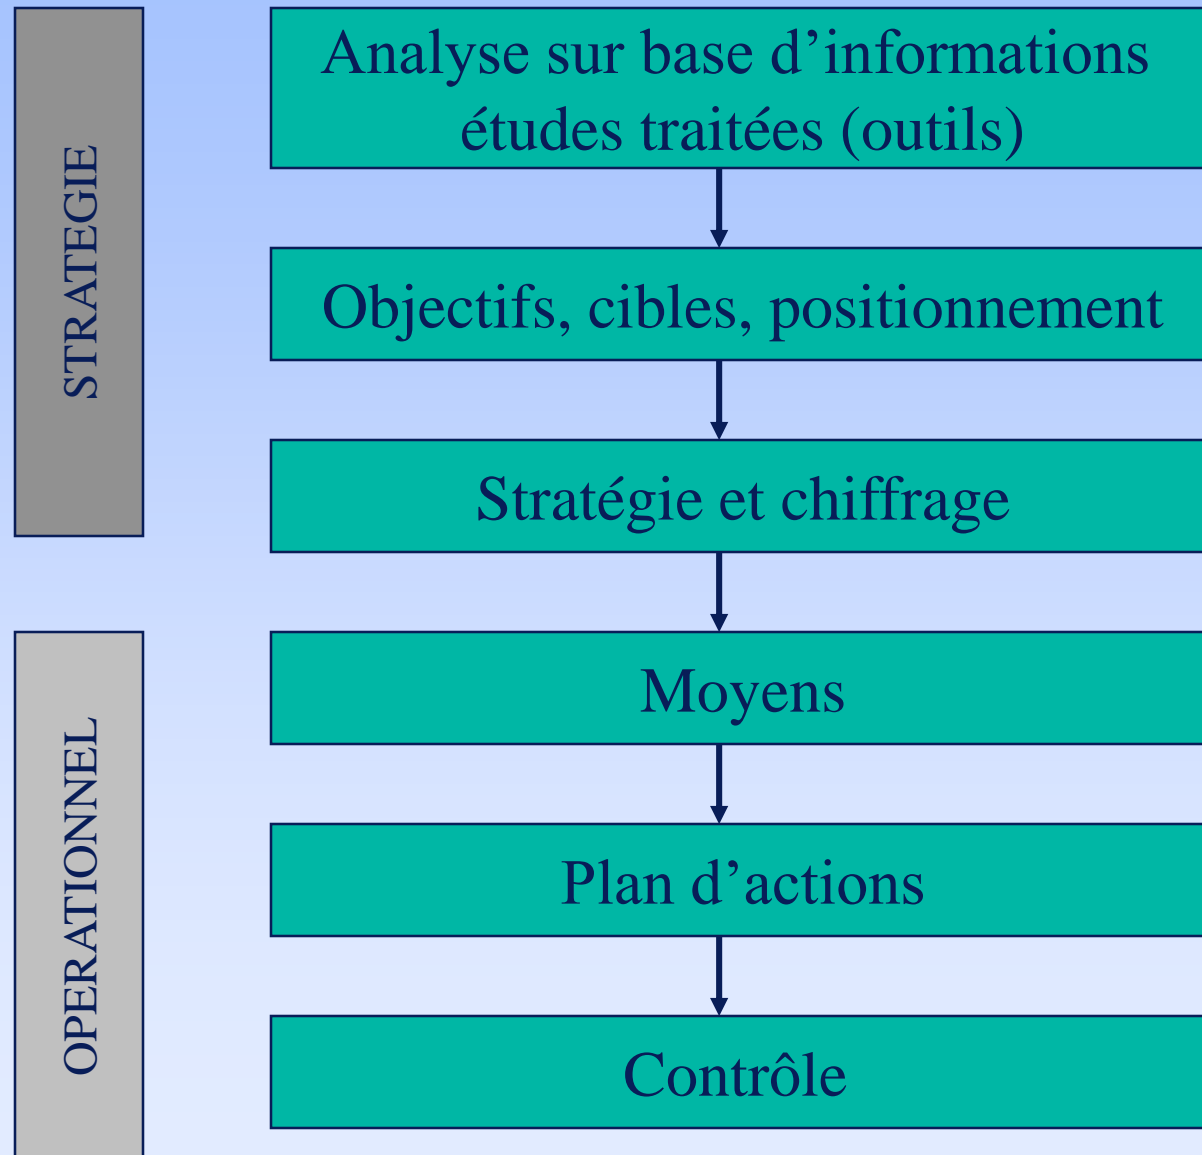 STRATEGIE
Analyse sur base d’informations
études traitées (outils)
Objectifs, cibles, positionnement
Stratégie et chiffrage
OPERATIONNEL
Moyens
Plan d’actions
Contrôle